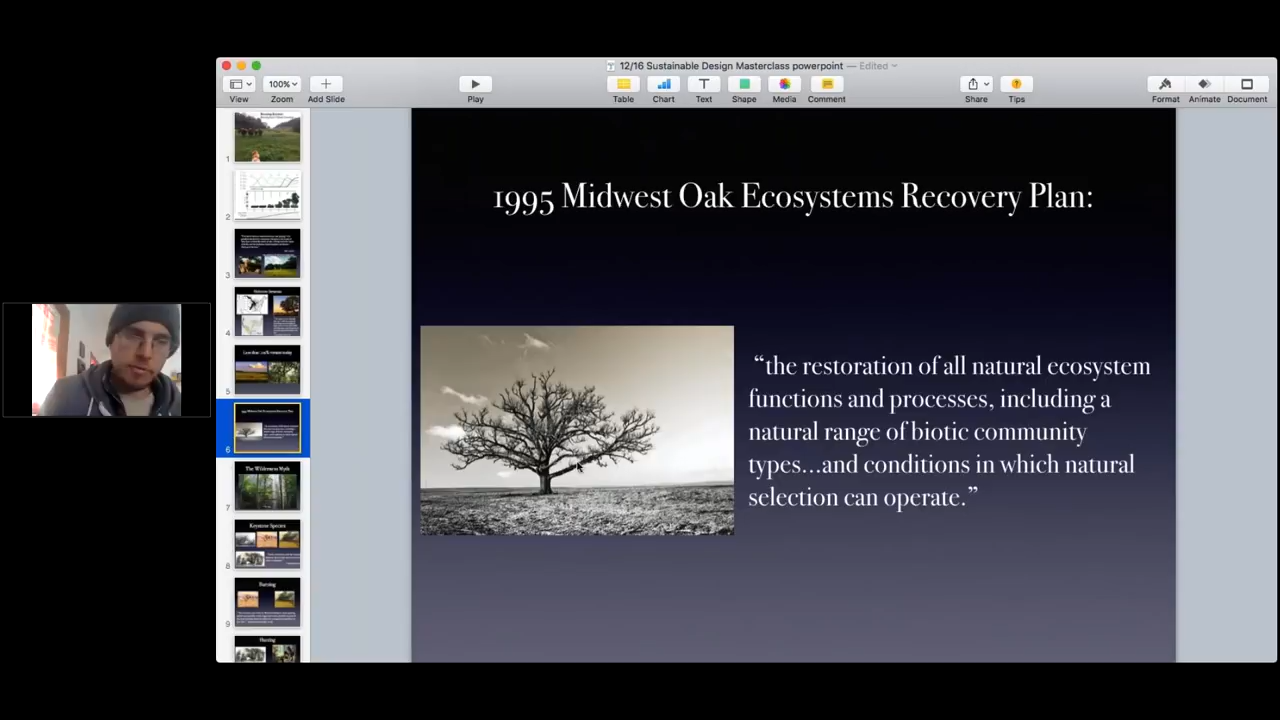 12/16 Sustainable Design Masterclass powerpoint — Edited
100%
View
Zoom
Add Slide
Play
Table
Chart
Text
Shape
Media
Comment
Share
Tips
Format
Animate
Document
1
2
3
4
5
6
The Wilderness Myth
7
Keystone Species
8
Burning
9
Hunting
1995 Midwest Oak Ecosystems Recovery Plan:
“the restoration of all natural ecosystem
functions and processes, including a
natural range of biotic community
types...and conditions in which natural
selection can operate.”